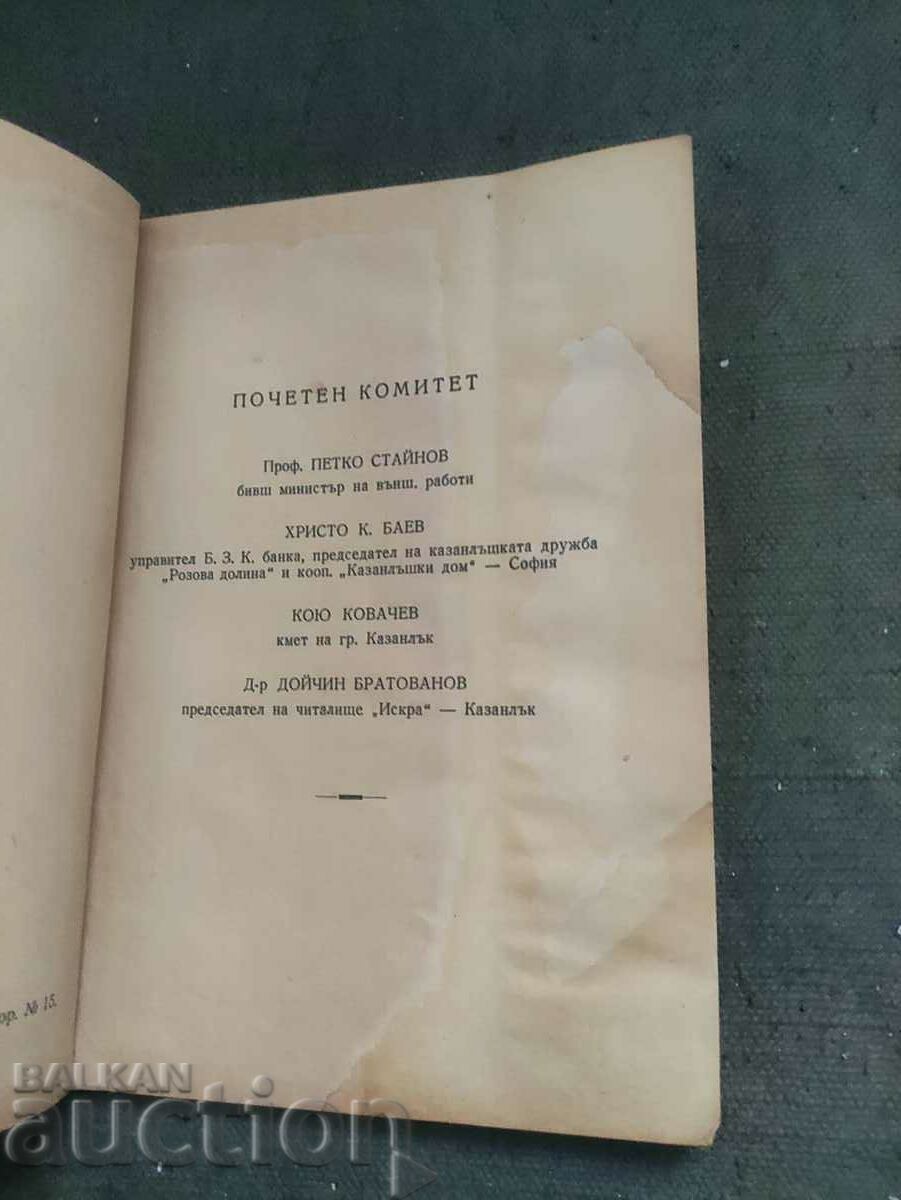 ПОЧЕТЕН КОМИТЕТ
Проф. ПЕТКО СТАЙНОВ
бивш министър на външ. работи
ХРИСТО К. БАЕВ
управител Б. З. К. банка, председател на казанлъшката дружба
„Розова долина“ и кооп. „Казанлъшки дом“ — София
КОЮ КОВАЧЕВ
кмет на гр. Казанлък
Д-р ДОЙЧИН БРАТОВАНОВ
председател на читалище „Искра“ — Казанлък
№ 15.
BALKAN
auction